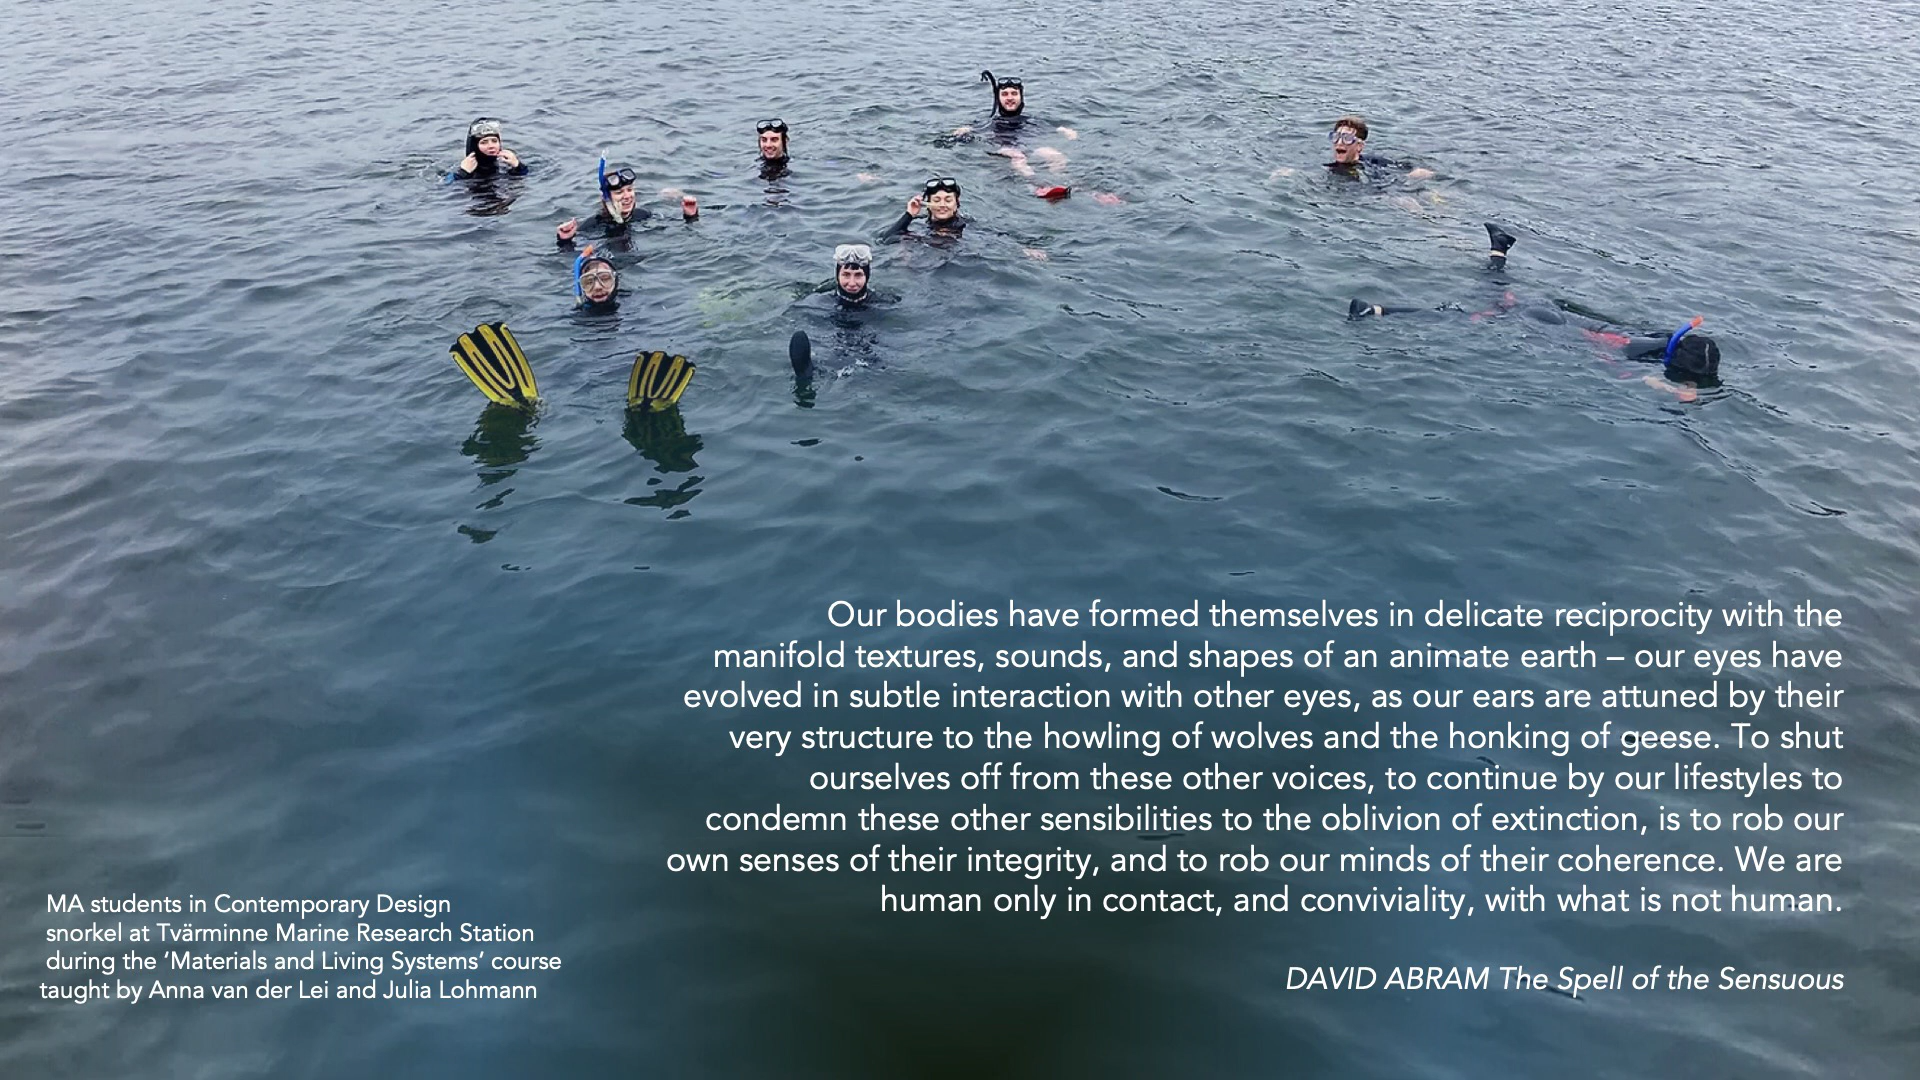 Our bodies have formed themselves in delicate reciprocity with the
manifold textures, sounds, and shapes of an animate earth – our eyes have
evolved in subtle interaction with other eyes, as our ears are attuned by their
very structure to the howling of wolves and the honking of geese. To shut
ourselves off from these other voices, to continue by our lifestyles to
condemn these other sensibilities to the oblivion of extinction, is to rob our
own senses of their integrity, and to rob our minds of their coherence. We are
human only in contact, and conviviality, with what is not human.
DAVID ABRAM The Spell of the Sensuous
MA students in Contemporary Design
snorkel at Tvärminne Marine Research Station
during the ‘Materials and Living Systems’ course
taught by Anna van der Lei and Julia Lohmann